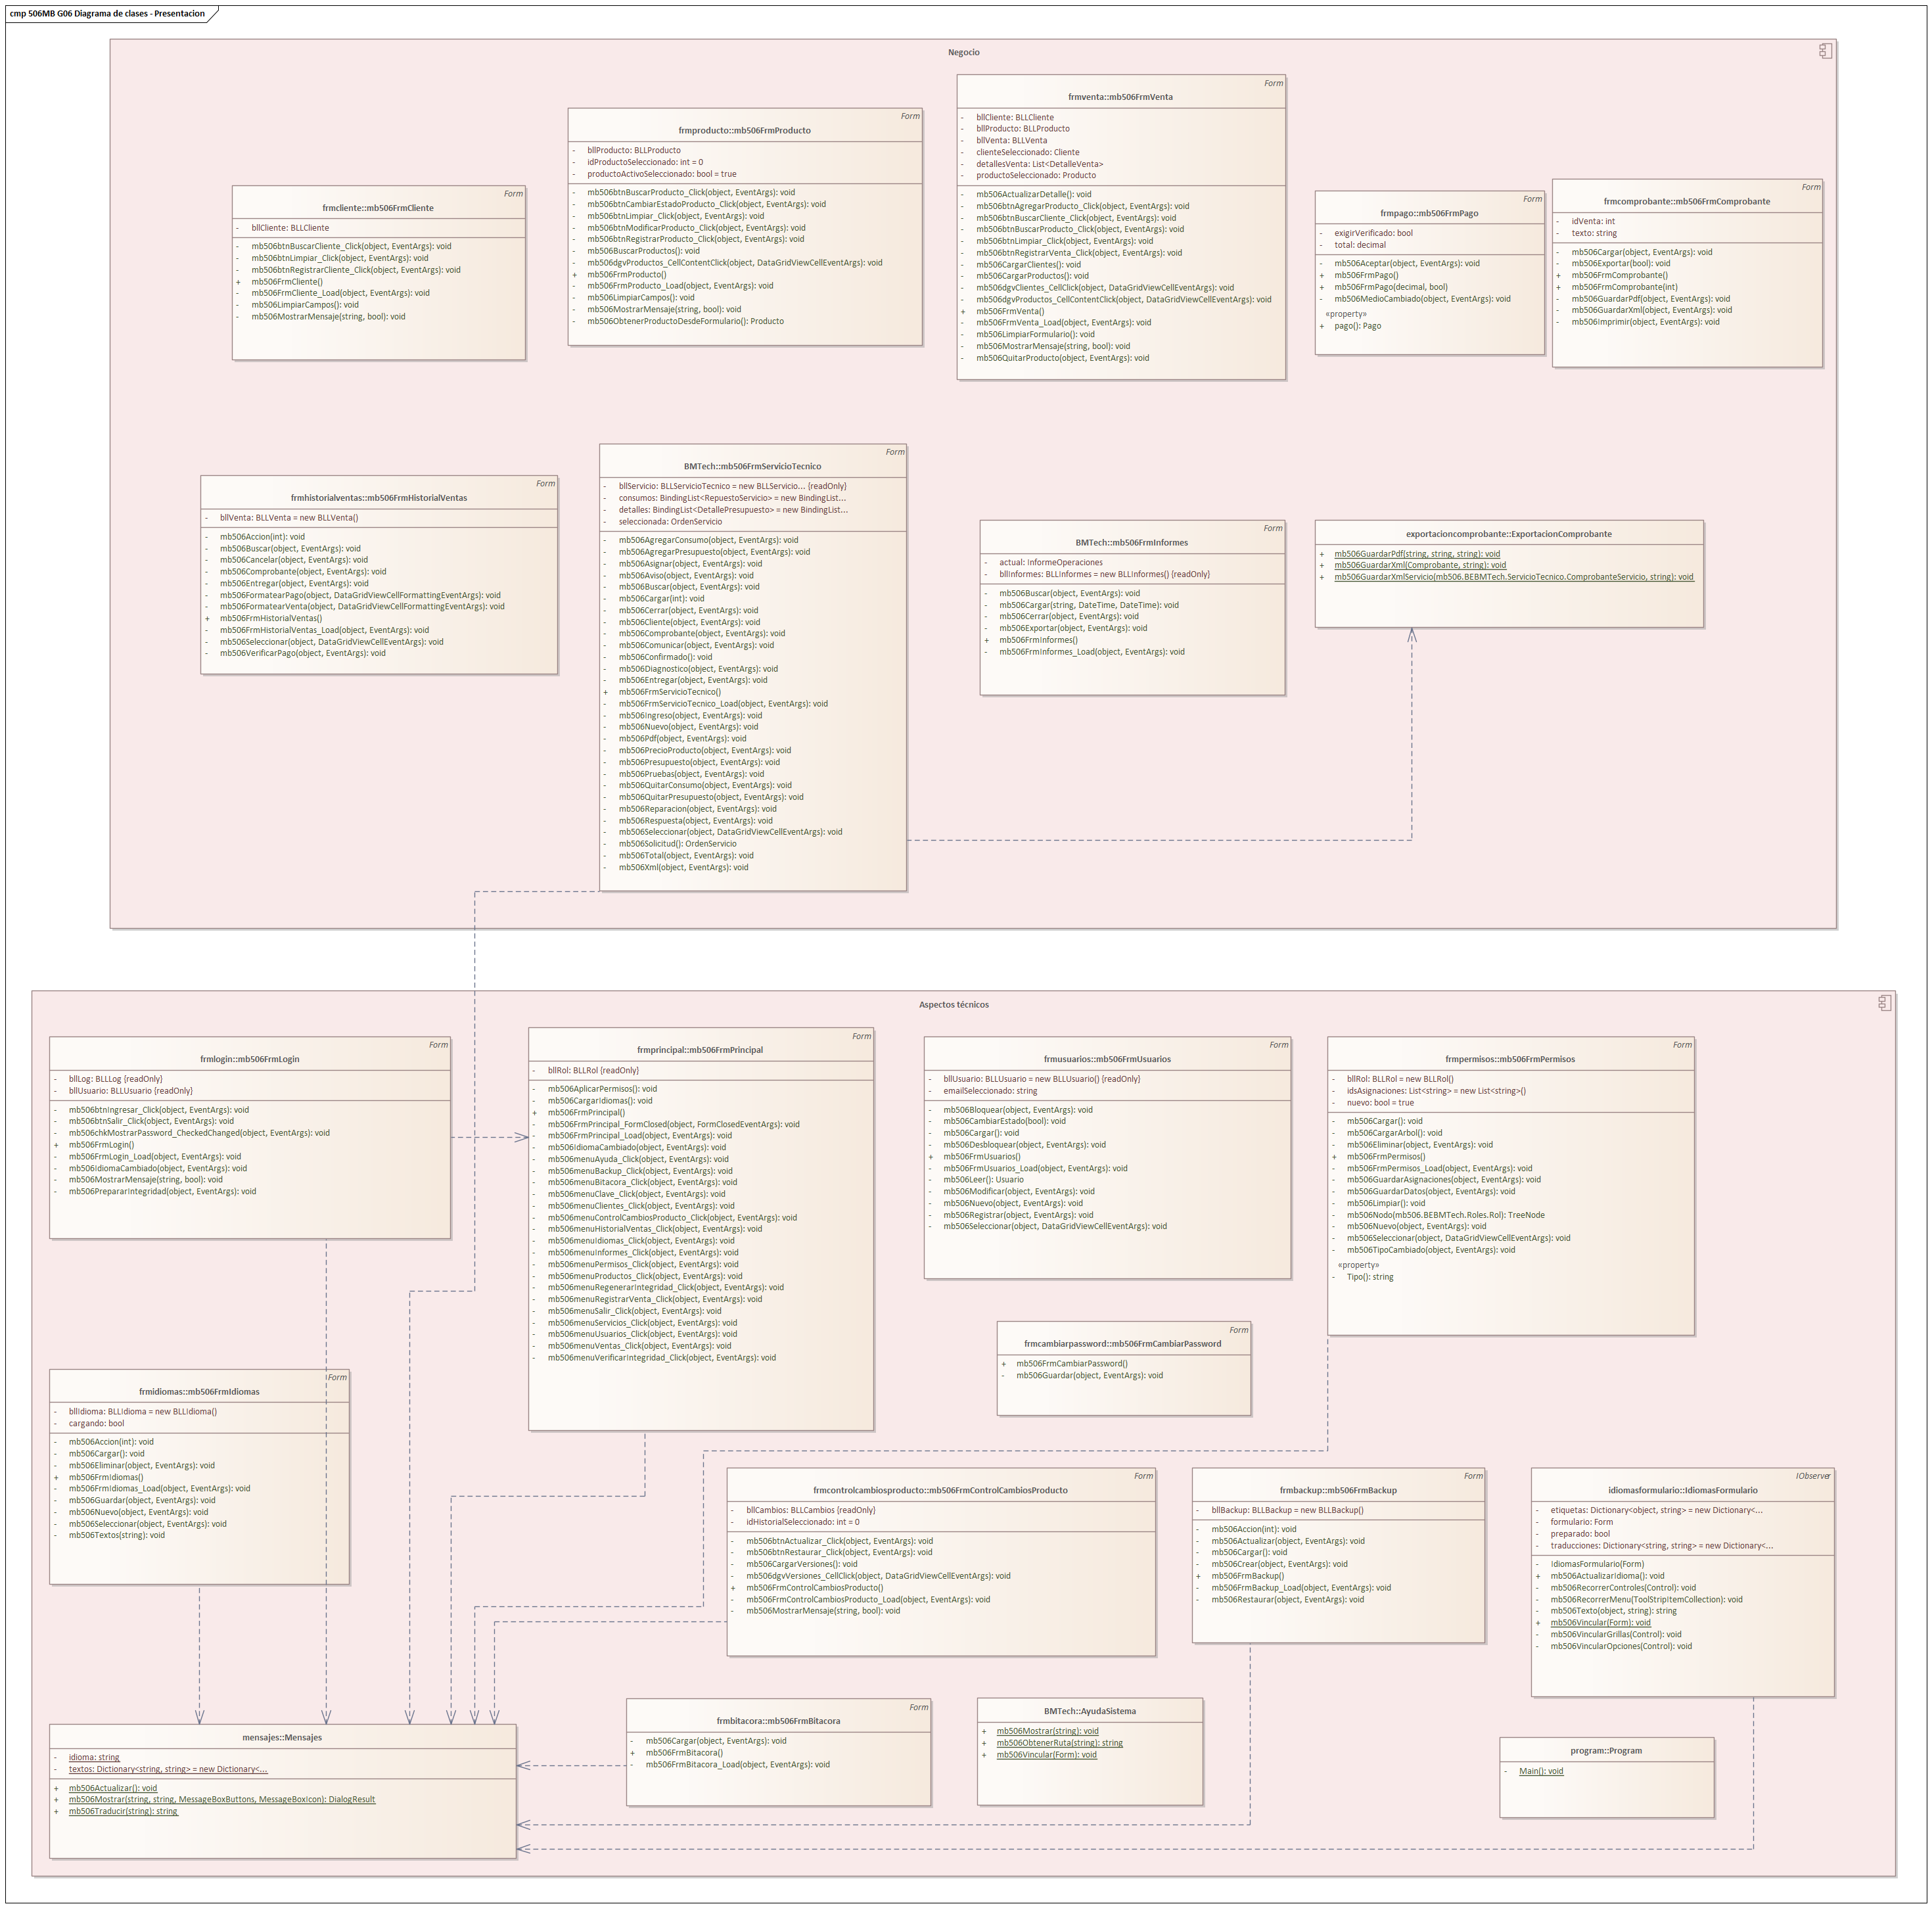 cmp 506MB G06 Diagrama de clases - Presentacion
Negocio
Form
frmcliente::mb506FrmCliente
- bllCliente: BLLCliente
- mb506btnBuscarCliente_Click(object, EventArgs): void
- mb506btnLimpiar_Click(object, EventArgs): void
- mb506btnRegistrarCliente_Click(object, EventArgs): void
+ mb506FrmCliente()
- mb506FrmCliente_Load(object, EventArgs): void
- mb506LimpiarCampos(): void
- mb506MostrarMensaje(string, bool): void
Form
frmproducto::mb506FrmProducto
- bllProducto: BLLProducto
- idProductoSeleccionado: int = 0
- productoActivoSeleccionado: bool = true
- mb506btnBuscarProducto_Click(object, EventArgs): void
- mb506btnCambiarEstadoProducto_Click(object, EventArgs): void
- mb506btnLimpiar_Click(object, EventArgs): void
- mb506btnModificarProducto_Click(object, EventArgs): void
- mb506btnRegistrarProducto_Click(object, EventArgs): void
- mb506BuscarProductos(): void
- mb506dgvProductos_CellContentClick(object, DataGridViewCellEventArgs): void
+ mb506FrmProducto()
- mb506FrmProducto_Load(object, EventArgs): void
- mb506LimpiarCampos(): void
- mb506MostrarMensaje(string, bool): void
- mb506ObtenerProductoDesdeFormulario(): Producto
Form
frmventa::mb506FrmVenta
- bllCliente: BLLCliente
- bllProducto: BLLProducto
- bllVenta: BLLVenta
- clienteSeleccionado: Cliente
- detallesVenta: List<DetalleVenta>
- productoSeleccionado: Producto
- mb506ActualizarDetalle(): void
- mb506btnAgregarProducto_Click(object, EventArgs): void
- mb506btnBuscarCliente_Click(object, EventArgs): void
- mb506btnBuscarProducto_Click(object, EventArgs): void
- mb506btnLimpiar_Click(object, EventArgs): void
- mb506btnRegistrarVenta_Click(object, EventArgs): void
- mb506CargarClientes(): void
- mb506CargarProductos(): void
- mb506dgvClientes_CellClick(object, DataGridViewCellEventArgs): void
- mb506dgvProductos_CellContentClick(object, DataGridViewCellEventArgs): void
+ mb506FrmVenta()
- mb506FrmVenta_Load(object, EventArgs): void
- mb506LimpiarFormulario(): void
- mb506MostrarMensaje(string, bool): void
- mb506QuitarProducto(object, EventArgs): void
Form
frmpago::mb506FrmPago
- exigirVerificado: bool
- total: decimal
- mb506Aceptar(object, EventArgs): void
+ mb506FrmPago()
+ mb506FrmPago(decimal, bool)
- mb506MedioCambiado(object, EventArgs): void
«property»
+ pago(): Pago
Form
frmcomprobante::mb506FrmComprobante
- idVenta: int
- texto: string
- mb506Cargar(object, EventArgs): void
- mb506Exportar(bool): void
+ mb506FrmComprobante()
+ mb506FrmComprobante(int)
- mb506GuardarPdf(object, EventArgs): void
- mb506GuardarXml(object, EventArgs): void
- mb506Imprimir(object, EventArgs): void
Form
frmhistorialventas::mb506FrmHistorialVentas
- bllVenta: BLLVenta = new BLLVenta()
- mb506Accion(int): void
- mb506Buscar(object, EventArgs): void
- mb506Cancelar(object, EventArgs): void
- mb506Comprobante(object, EventArgs): void
- mb506Entregar(object, EventArgs): void
- mb506FormatearPago(object, DataGridViewCellFormattingEventArgs): void
- mb506FormatearVenta(object, DataGridViewCellFormattingEventArgs): void
+ mb506FrmHistorialVentas()
- mb506FrmHistorialVentas_Load(object, EventArgs): void
- mb506Seleccionar(object, DataGridViewCellEventArgs): void
- mb506VerificarPago(object, EventArgs): void
Form
BMTech::mb506FrmServicioTecnico
- bllServicio: BLLServicioTecnico = new BLLServicio... {readOnly}
- consumos: BindingList<RepuestoServicio> = new BindingList...
- detalles: BindingList<DetallePresupuesto> = new BindingList...
- seleccionada: OrdenServicio
- mb506AgregarConsumo(object, EventArgs): void
- mb506AgregarPresupuesto(object, EventArgs): void
- mb506Asignar(object, EventArgs): void
- mb506Aviso(object, EventArgs): void
- mb506Buscar(object, EventArgs): void
- mb506Cargar(int): void
- mb506Cerrar(object, EventArgs): void
- mb506Cliente(object, EventArgs): void
- mb506Comprobante(object, EventArgs): void
- mb506Comunicar(object, EventArgs): void
- mb506Confirmado(): void
- mb506Diagnostico(object, EventArgs): void
- mb506Entregar(object, EventArgs): void
+ mb506FrmServicioTecnico()
- mb506FrmServicioTecnico_Load(object, EventArgs): void
- mb506Ingreso(object, EventArgs): void
- mb506Nuevo(object, EventArgs): void
- mb506Pdf(object, EventArgs): void
- mb506PrecioProducto(object, EventArgs): void
- mb506Presupuesto(object, EventArgs): void
- mb506Pruebas(object, EventArgs): void
- mb506QuitarConsumo(object, EventArgs): void
- mb506QuitarPresupuesto(object, EventArgs): void
- mb506Reparacion(object, EventArgs): void
- mb506Respuesta(object, EventArgs): void
- mb506Seleccionar(object, DataGridViewCellEventArgs): void
- mb506Solicitud(): OrdenServicio
- mb506Total(object, EventArgs): void
- mb506Xml(object, EventArgs): void
Form
BMTech::mb506FrmInformes
- actual: InformeOperaciones
- bllInformes: BLLInformes = new BLLInformes() {readOnly}
- mb506Buscar(object, EventArgs): void
- mb506Cargar(string, DateTime, DateTime): void
- mb506Cerrar(object, EventArgs): void
- mb506Exportar(object, EventArgs): void
+ mb506FrmInformes()
- mb506FrmInformes_Load(object, EventArgs): void
exportacioncomprobante::ExportacionComprobante
+ mb506GuardarPdf(string, string, string): void
+ mb506GuardarXml(Comprobante, string): void
+ mb506GuardarXmlServicio(mb506.BEBMTech.ServicioTecnico.ComprobanteServicio, string): void
Aspectos técnicos
Form
frmlogin::mb506FrmLogin
- bllLog: BLLLog {readOnly}
- bllUsuario: BLLUsuario {readOnly}
- mb506btnIngresar_Click(object, EventArgs): void
- mb506btnSalir_Click(object, EventArgs): void
- mb506chkMostrarPassword_CheckedChanged(object, EventArgs): void
+ mb506FrmLogin()
- mb506FrmLogin_Load(object, EventArgs): void
- mb506IdiomaCambiado(object, EventArgs): void
- mb506MostrarMensaje(string, bool): void
- mb506PrepararIntegridad(object, EventArgs): void
Form
frmprincipal::mb506FrmPrincipal
- bllRol: BLLRol {readOnly}
- mb506AplicarPermisos(): void
- mb506CargarIdiomas(): void
+ mb506FrmPrincipal()
- mb506FrmPrincipal_FormClosed(object, FormClosedEventArgs): void
- mb506FrmPrincipal_Load(object, EventArgs): void
- mb506IdiomaCambiado(object, EventArgs): void
- mb506menuAyuda_Click(object, EventArgs): void
- mb506menuBackup_Click(object, EventArgs): void
- mb506menuBitacora_Click(object, EventArgs): void
- mb506menuClave_Click(object, EventArgs): void
- mb506menuClientes_Click(object, EventArgs): void
- mb506menuControlCambiosProducto_Click(object, EventArgs): void
- mb506menuHistorialVentas_Click(object, EventArgs): void
- mb506menuIdiomas_Click(object, EventArgs): void
- mb506menuInformes_Click(object, EventArgs): void
- mb506menuPermisos_Click(object, EventArgs): void
- mb506menuProductos_Click(object, EventArgs): void
- mb506menuRegenerarIntegridad_Click(object, EventArgs): void
- mb506menuRegistrarVenta_Click(object, EventArgs): void
- mb506menuSalir_Click(object, EventArgs): void
- mb506menuServicios_Click(object, EventArgs): void
- mb506menuUsuarios_Click(object, EventArgs): void
- mb506menuVentas_Click(object, EventArgs): void
- mb506menuVerificarIntegridad_Click(object, EventArgs): void
Form
frmusuarios::mb506FrmUsuarios
- bllUsuario: BLLUsuario = new BLLUsuario() {readOnly}
- emailSeleccionado: string
- mb506Bloquear(object, EventArgs): void
- mb506CambiarEstado(bool): void
- mb506Cargar(): void
- mb506Desbloquear(object, EventArgs): void
+ mb506FrmUsuarios()
- mb506FrmUsuarios_Load(object, EventArgs): void
- mb506Leer(): Usuario
- mb506Modificar(object, EventArgs): void
- mb506Nuevo(object, EventArgs): void
- mb506Registrar(object, EventArgs): void
- mb506Seleccionar(object, DataGridViewCellEventArgs): void
Form
frmpermisos::mb506FrmPermisos
- bllRol: BLLRol = new BLLRol()
- idsAsignaciones: List<string> = new List<string>()
- nuevo: bool = true
- mb506Cargar(): void
- mb506CargarArbol(): void
- mb506Eliminar(object, EventArgs): void
+ mb506FrmPermisos()
- mb506FrmPermisos_Load(object, EventArgs): void
- mb506GuardarAsignaciones(object, EventArgs): void
- mb506GuardarDatos(object, EventArgs): void
- mb506Limpiar(): void
- mb506Nodo(mb506.BEBMTech.Roles.Rol): TreeNode
- mb506Nuevo(object, EventArgs): void
- mb506Seleccionar(object, DataGridViewCellEventArgs): void
- mb506TipoCambiado(object, EventArgs): void
«property»
- Tipo(): string
Form
frmcambiarpassword::mb506FrmCambiarPassword
+ mb506FrmCambiarPassword()
- mb506Guardar(object, EventArgs): void
Form
frmidiomas::mb506FrmIdiomas
- bllIdioma: BLLIdioma = new BLLIdioma()
- cargando: bool
- mb506Accion(int): void
- mb506Cargar(): void
- mb506Eliminar(object, EventArgs): void
+ mb506FrmIdiomas()
- mb506FrmIdiomas_Load(object, EventArgs): void
- mb506Guardar(object, EventArgs): void
- mb506Nuevo(object, EventArgs): void
- mb506Seleccionar(object, EventArgs): void
- mb506Textos(string): void
Form
frmcontrolcambiosproducto::mb506FrmControlCambiosProducto
- bllCambios: BLLCambios {readOnly}
- idHistorialSeleccionado: int = 0
- mb506btnActualizar_Click(object, EventArgs): void
- mb506btnRestaurar_Click(object, EventArgs): void
- mb506CargarVersiones(): void
- mb506dgvVersiones_CellClick(object, DataGridViewCellEventArgs): void
+ mb506FrmControlCambiosProducto()
- mb506FrmControlCambiosProducto_Load(object, EventArgs): void
- mb506MostrarMensaje(string, bool): void
Form
frmbackup::mb506FrmBackup
- bllBackup: BLLBackup = new BLLBackup()
- mb506Accion(int): void
- mb506Actualizar(object, EventArgs): void
- mb506Cargar(): void
- mb506Crear(object, EventArgs): void
+ mb506FrmBackup()
- mb506FrmBackup_Load(object, EventArgs): void
- mb506Restaurar(object, EventArgs): void
IObserver
idiomasformulario::IdiomasFormulario
- etiquetas: Dictionary<object, string> = new Dictionary<...
- formulario: Form
- preparado: bool
- traducciones: Dictionary<string, string> = new Dictionary<...
- IdiomasFormulario(Form)
+ mb506ActualizarIdioma(): void
- mb506RecorrerControles(Control): void
- mb506RecorrerMenu(ToolStripItemCollection): void
- mb506Texto(object, string): string
+ mb506Vincular(Form): void
- mb506VincularGrillas(Control): void
- mb506VincularOpciones(Control): void
mensajes::Mensajes
- idioma: string
- textos: Dictionary<string, string> = new Dictionary<...
+ mb506Actualizar(): void
+ mb506Mostrar(string, string, MessageBoxButtons, MessageBoxIcon): DialogResult
+ mb506Traducir(string): string
Form
frmbitacora::mb506FrmBitacora
- mb506Cargar(object, EventArgs): void
+ mb506FrmBitacora()
- mb506FrmBitacora_Load(object, EventArgs): void
BMTech::AyudaSistema
+ mb506Mostrar(string): void
+ mb506ObtenerRuta(string): string
+ mb506Vincular(Form): void
program::Program
- Main(): void